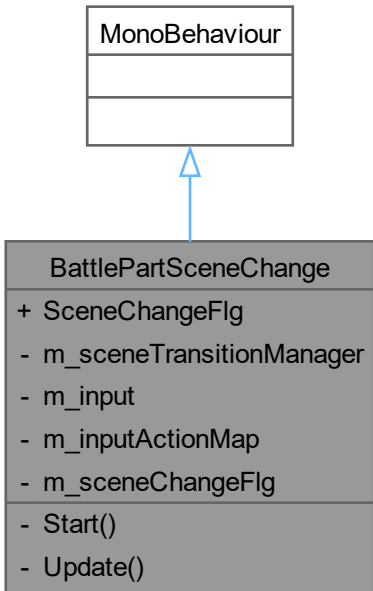 MonoBehaviour
BattlePartSceneChange
+ SceneChangeFlg
- m_sceneTransitionManager
- m_input
- m_inputActionMap
- m_sceneChangeFlg
- Start()
- Update()